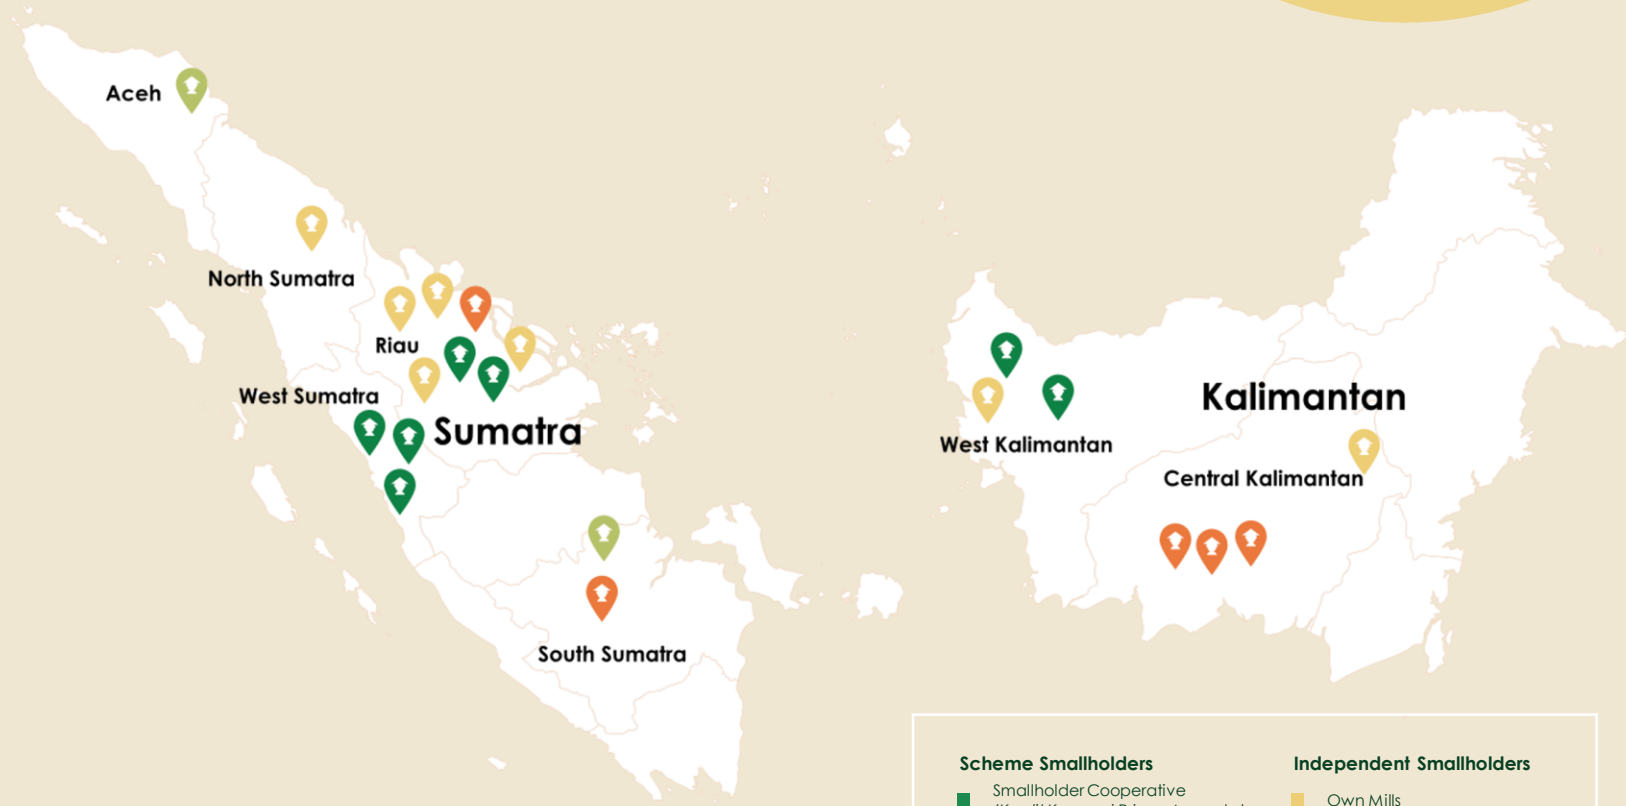 Aceh
North Sumatra
Riau
West Sumatra
Sumatra
South Sumatra
Kalimantan
West Kalimantan
Central Kalimantan
Scheme Smallholders
Smallholder Cooperative
Independent Smallholders
Own Mills